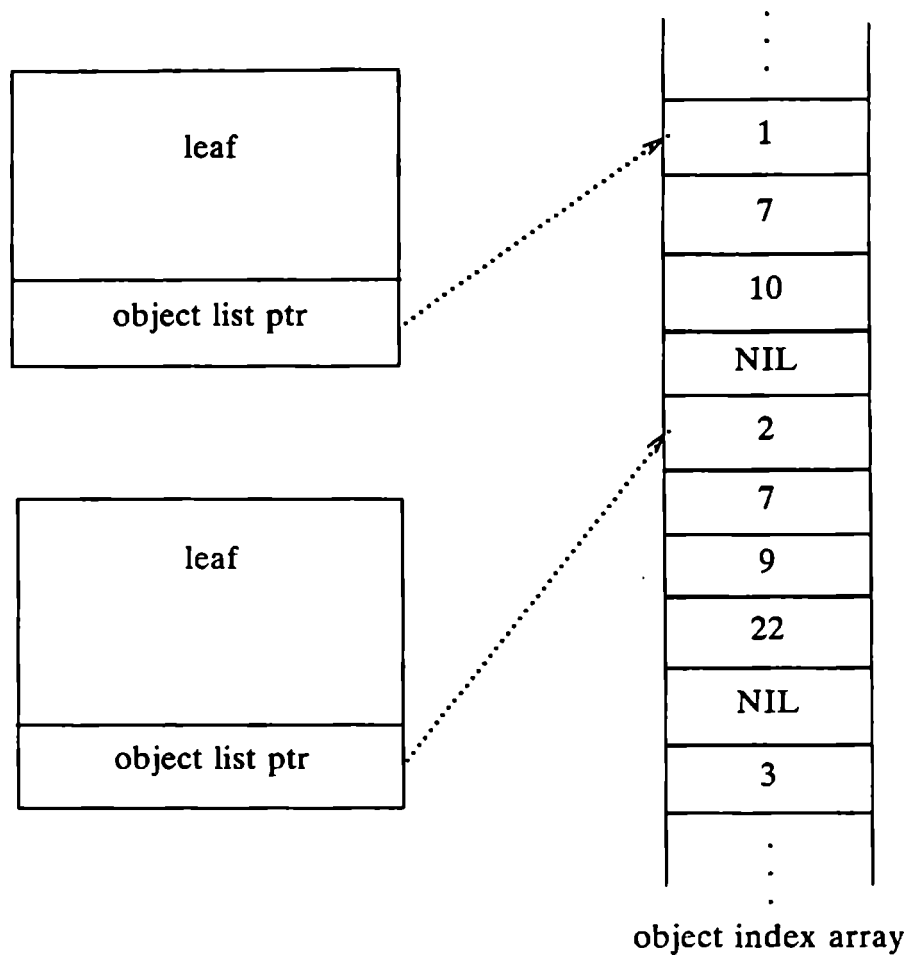 leaf
object list ptr
leaf
object list ptr
1
7
10
NIL
2
7
9
22
NIL
3
object index array